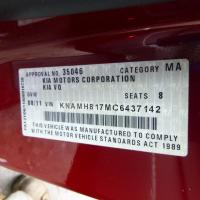 APPROVAL NO. 35046 CATEGORY MA
KIA MOTORS CORPORATION
KIA VQ
GVW SEATS 8
08/11 VIN KNAMH817MC6437142
THIS VEHICLE WAS MANUFACTURED
TO COMPLY WITH THE MOTOR
VEHICLE STANDARDS ACT 1989